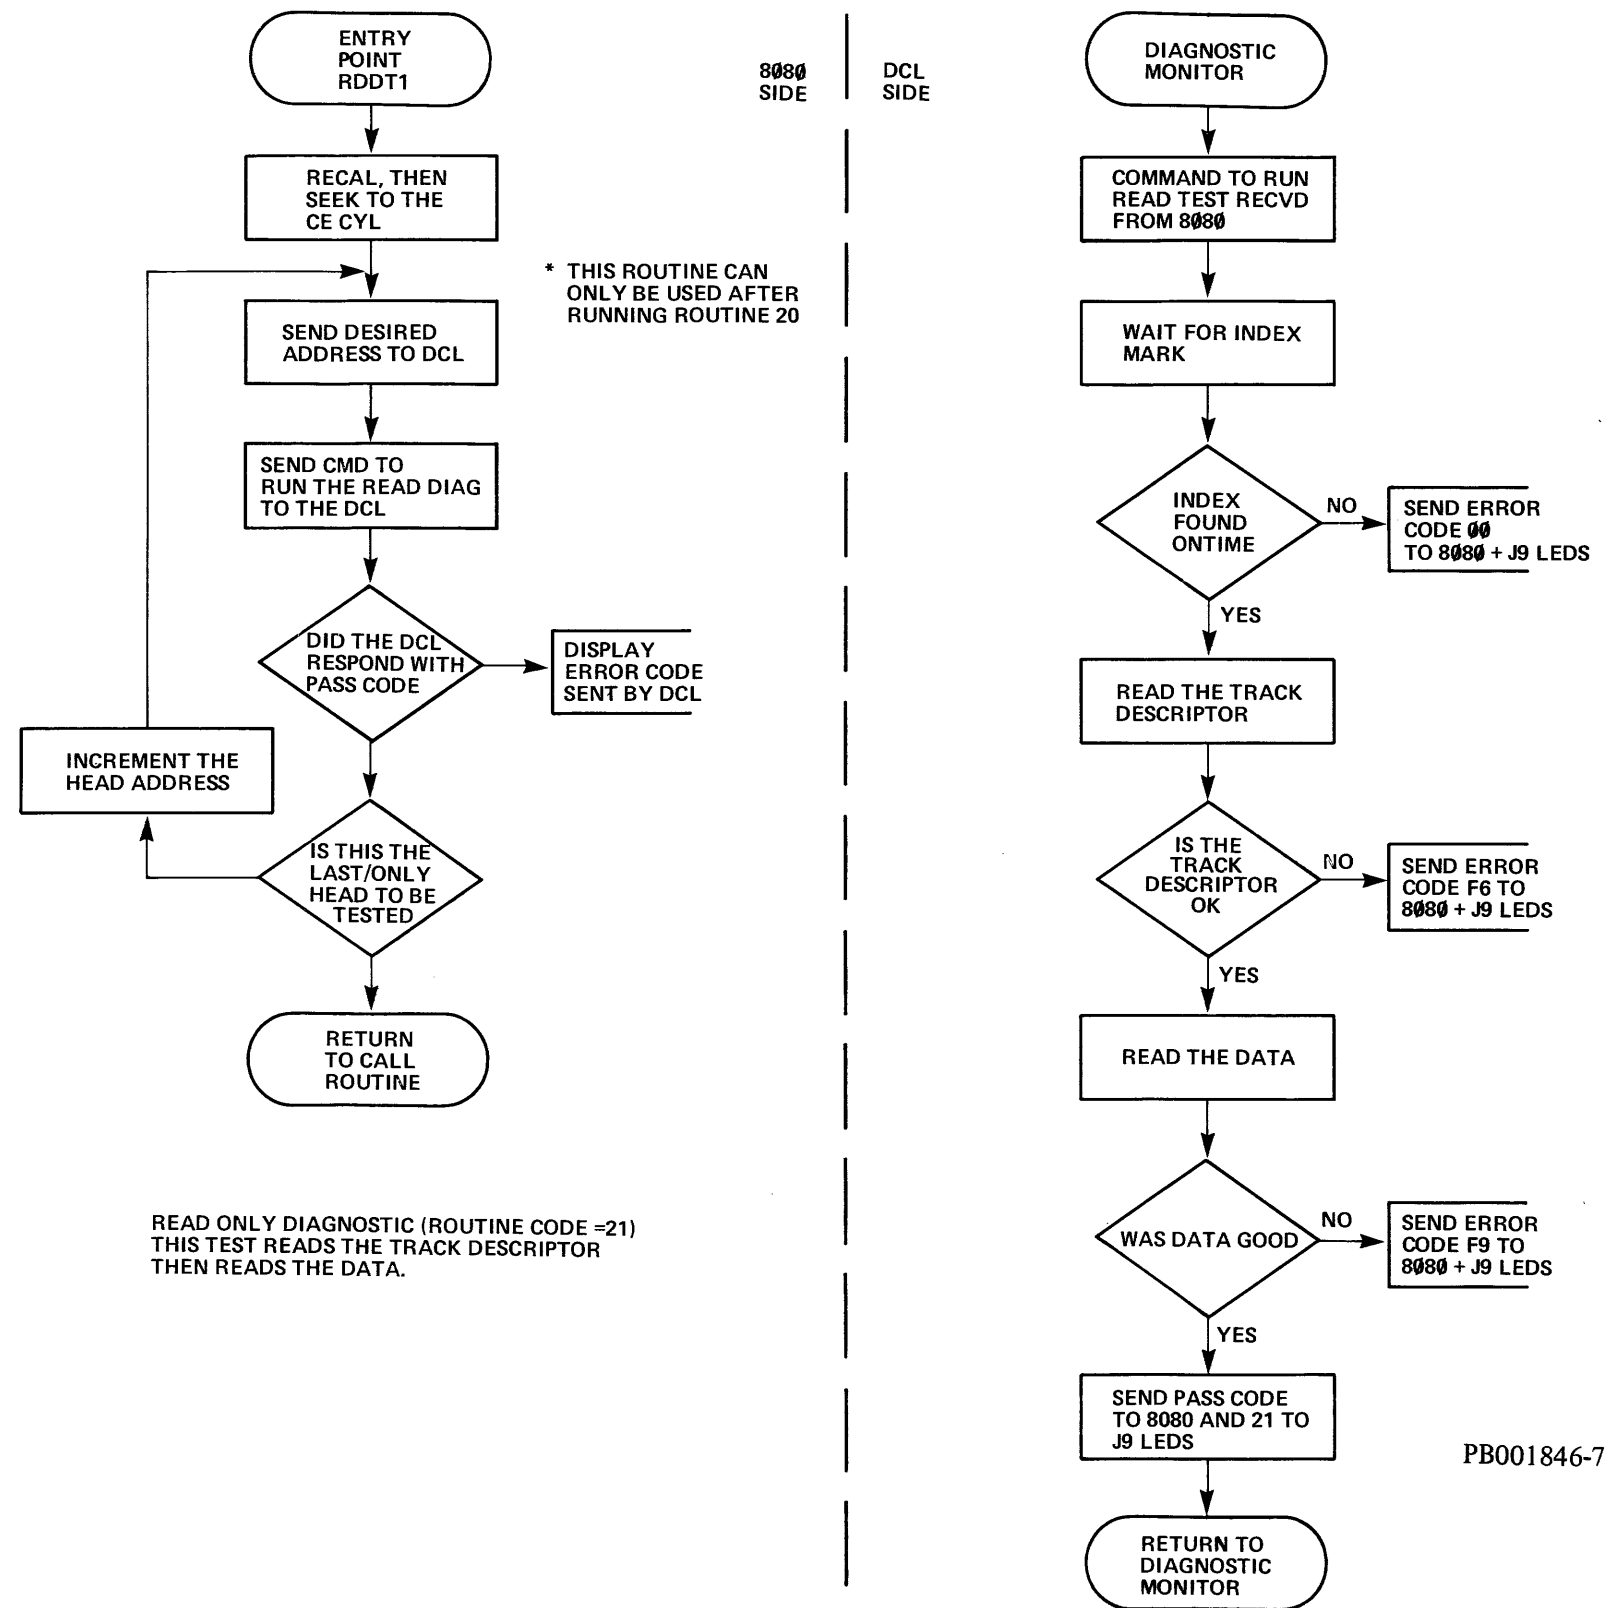 ENTRY
POINT
RDDT1
8080
SIDE
RECAL, THEN
SEEK TO THE
CE CYL
* THIS ROUTINE CAN
ONLY BE USED AFTER
RUNNING ROUTINE 20
SEND DESIRED
ADDRESS TO DCL
SEND CMD TO
RUN THE READ DIAG
TO THE DCL
DID THE DCL
RESPOND WITH
PASS CODE
DISPLAY
ERROR CODE
SENT BY DCL
INCREMENT THE
HEAD ADDRESS
IS THIS THE
LAST/ONLY
HEAD TO BE
TESTED
RETURN
TO CALL
ROUTINE
READ ONLY DIAGNOSTIC (ROUTINE CODE =21)
THIS TEST READS THE TRACK DESCRIPTOR
THEN READS THE DATA.
DCL
SIDE
DIAGNOSTIC
MONITOR
COMMAND TO RUN
READ TEST RECVD
FROM 8080
WAIT FOR INDEX
MARK
INDEX
FOUND
ONTIME
NO
SEND ERROR
CODE 00
TO 8080 + J9 LEDS
YES
READ THE TRACK
DESCRIPTOR
IS THE
TRACK
DESCRIPTOR
OK
NO
SEND ERROR
CODE F6 TO
8080 + J9 LEDS
YES
READ THE DATA
WAS DATA GOOD
NO
SEND ERROR
CODE F9 TO
8080 + J9 LEDS
YES
SEND PASS CODE
TO 8080 AND 21 TO
J9 LEDS
RETURN TO
DIAGNOSTIC
MONITOR
PB001846-7